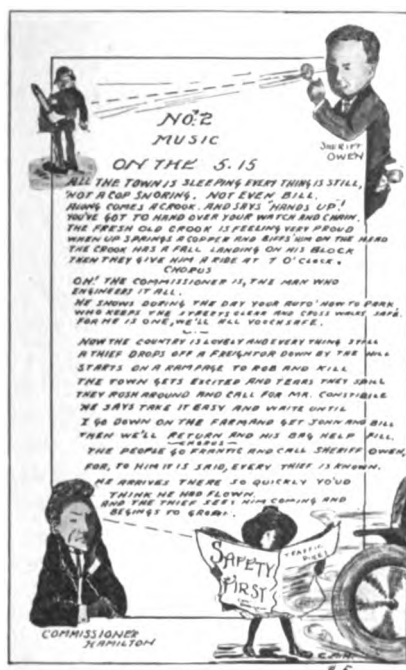 No. 2
MUSIC
ON THE 5.15
SHERIFF
OWEN
ALL THE TOWN IS SLEEPING EVERY THING IS STILL,
NOT A COP SNORING. NOT EVEN BILL.
ALONG COMES A CROOK. AND SAYS "HANDS UP"!
YOU'VE GOT TO HAND OVER YOUR WATCH AND CHAIN.
THE FRESH OLD CROOK IS FEELING VERY PROUD
WHEN UP SPRINGS A COPPER AND BIFFS HIM ON THE HEAD
THE CROOK HAS A FALL LANDING ON HIS BLOCK
THEN THEY GIVE HIM A RIDE AT 7 O'CLOCK.
CHORUS
OH! THE COMMISSIONER IS, THE MAN WHO
ENGINEERS IT ALL.
HE SHOWS DURING THE DAY YOUR AUTO' HOW TO PARK,
WHO KEEPS THE STREETS CLEAR AND CROSS WALKS SAFE.
FOR HE IS ONE, WE'LL ALL VOUCHSAFE.
NOW THE COUNTRY IS LOVELY AND EVERY THING STILL
A THIEF DROPS OFF A FREIGHTOR DOWN BY THE HILL
STARTS ON A RAMPAGE TO ROB AND KILL
THE TOWN GETS EXCITED AND TEARS THEY SPILL
THEY RUSH AROUND AND CALL FOR MR. CONSTIBLE
HE SAYS TAKE IT EASY AND WAITE UNTIL
I GO DOWN ON THE FARM AND GET JOHN AND BILL
THEN WE'LL RETURN AND HIS BAG HELP FILL.
CHORUS
THE PEOPLE GO FRANTIC AND CALL SHERIFF OWEN,
FOR, TO HIM IT IS SAID, EVERY THIEF IS KNOWN.
HE ARRIVES THERE SO QUICKLY YO'UD
THINK HE HAD FLOWN.
AND THE THIEF SEES HIM COMING AND
BEGINGS TO GROAN.
SAFETY
FIRST
TRAFFIC
RULES
COMMISSIONER
HAMILTON